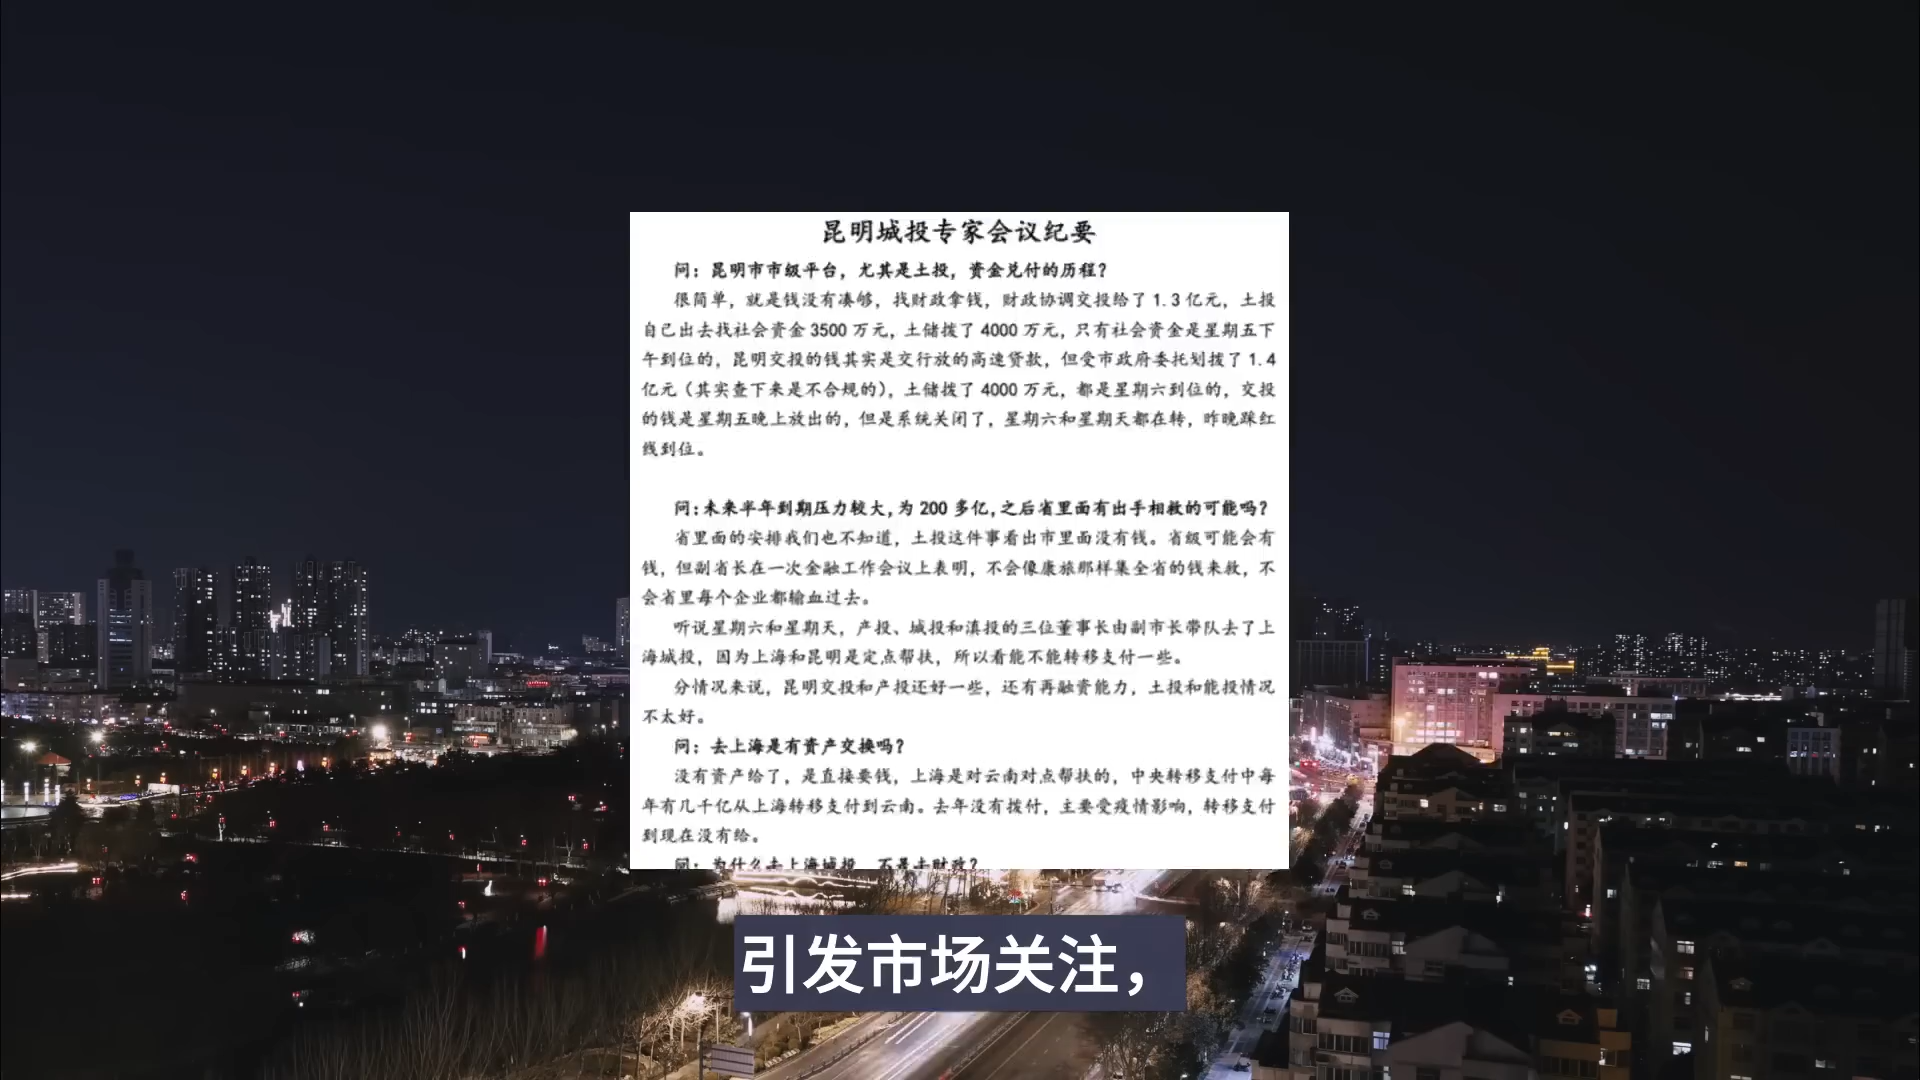 昆明城投专家会议纪要
问：昆明市市级平台，尤其是土投，资金兑付的历程？
很简单，就是钱没有凑够，找财政拿钱，财政协调交投给了1.3亿元，土投
自己出去找社会资金3500万元，土储拨了4000万元，只有社会资金是星期五下
午到位的，昆明交投的钱其实是交行放的高速贷款，但受市政府委托划拨了1.4
亿元（其实查下来是不合规的），土储拨了4000万元，都是星期六到位的，交投
的钱是星期五晚上放出的，但是系统关闭了，星期六和星期天都在转，昨晚踩红
线到位。
问：未来半年到期压力较大，为200多亿，之后省里面有出手相救的可能吗？
省里面的安排我们也不知道，土投这件事看出市里面没有钱。省级可能会有
钱，但副省长在一次金融工作会议上表明，不会像康旅那样集全省的钱来救，不
会省里每个企业都输血过去。
听说星期六和星期天，产投、城投和滇投的三位董事长由副市长带队去了上
海城投，因为上海和昆明是定点帮扶，所以看能不能转移支付一些。
分情况来说，昆明交投和产投还好一些，还有再融资能力，土投和能投情况
不太好。
问：去上海是有资产交换吗？
没有资产给了，是直接要钱，上海是对云南对点帮扶的，中央转移支付中每
年有几千亿从上海转移支付到云南。去年没有拨付，主要受疫情影响，转移支付
到现在没有给。
问：为什么去上海城投，不是去财政？
引发市场关注，